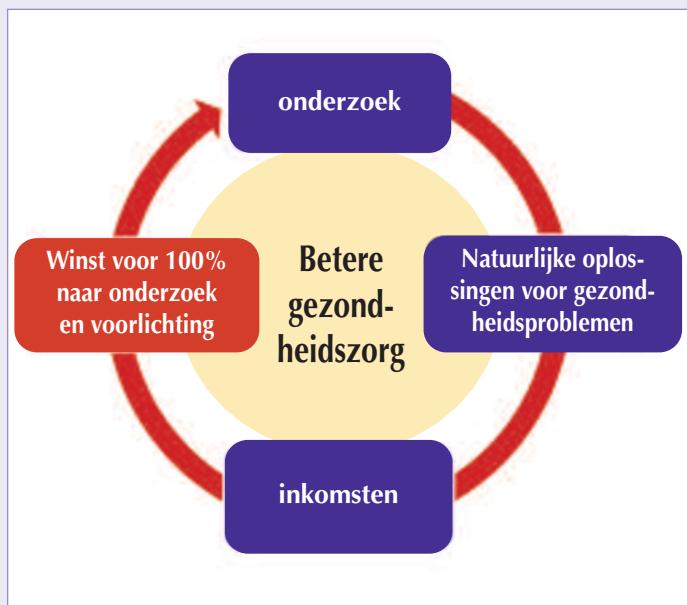 onderzoek
Winst voor 100%
naar onderzoek
en voorlichting
Betere
gezond-
heidszorg
Natuurlijke oplos-
singen voor gezond-
heidsproblemen
inkomsten